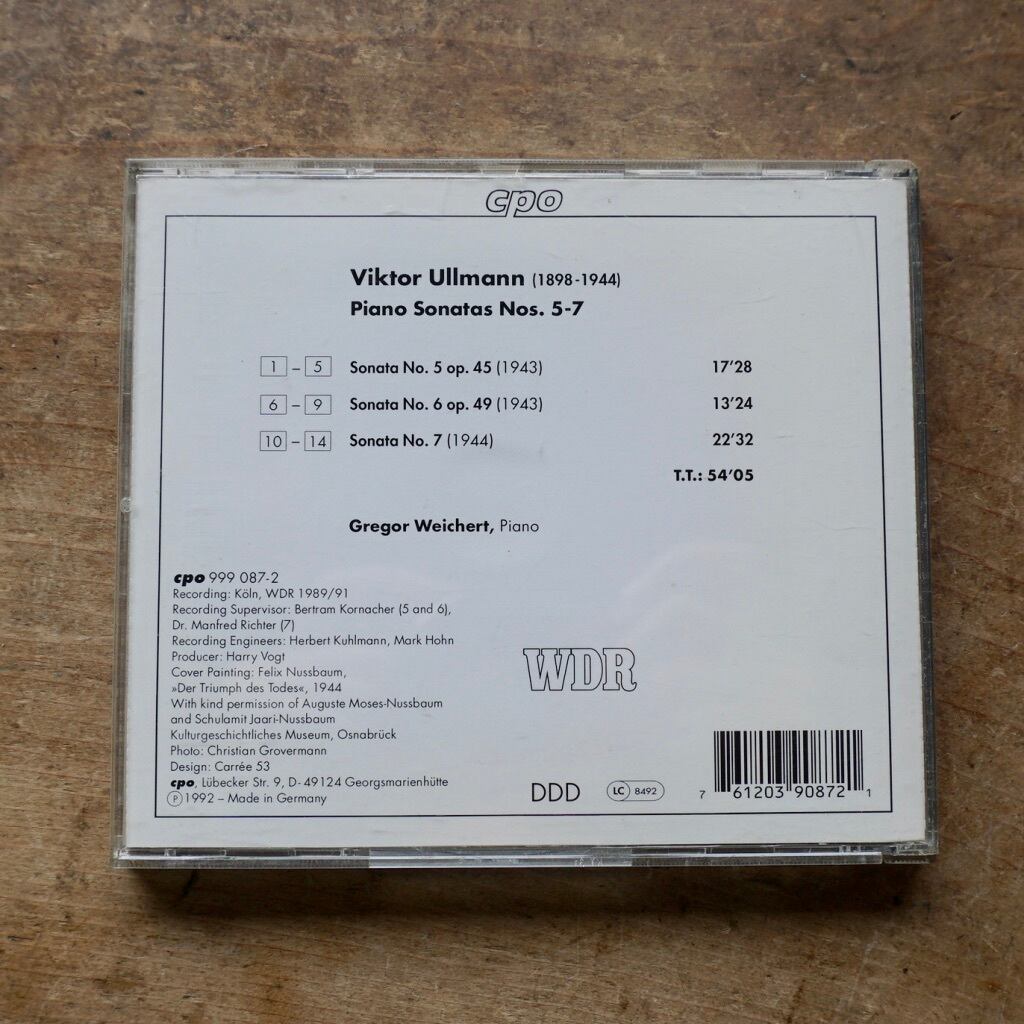 cpo
Viktor Ullmann (1898-1944)
Piano Sonatas Nos. 5-7
1 – 5 Sonata No. 5 op. 45 (1943) 17’28
6 – 9 Sonata No. 6 op. 49 (1943) 13’24
10 – 14 Sonata No. 7 (1944) 22’32
T.T.: 54’05
Gregor Weichert, Piano
cpo 999 087-2
Recording: Köln, WDR 1989/91
Recording Supervisor: Bertram Kornacher (5 and 6),
Dr. Manfred Richter (7)
Recording Engineers: Herbert Kuhlmann, Mark Hohn
Producer: Harry Vogt
Cover Painting: Felix Nussbaum,
»Der Triumph des Todes«, 1944
With kind permission of Auguste Moses-Nussbaum
and Schulamit Jaari-Nussbaum
Kulturgeschichtliches Museum, Osnabrück
Photo: Christian Grovermann
Design: Carrée 53
cpo, Lübecker Str. 9, D-49124 Georgsmarienhütte
℗ 1992 – Made in Germany
WDR
DDD
LC 8492
7 61203 90872 1